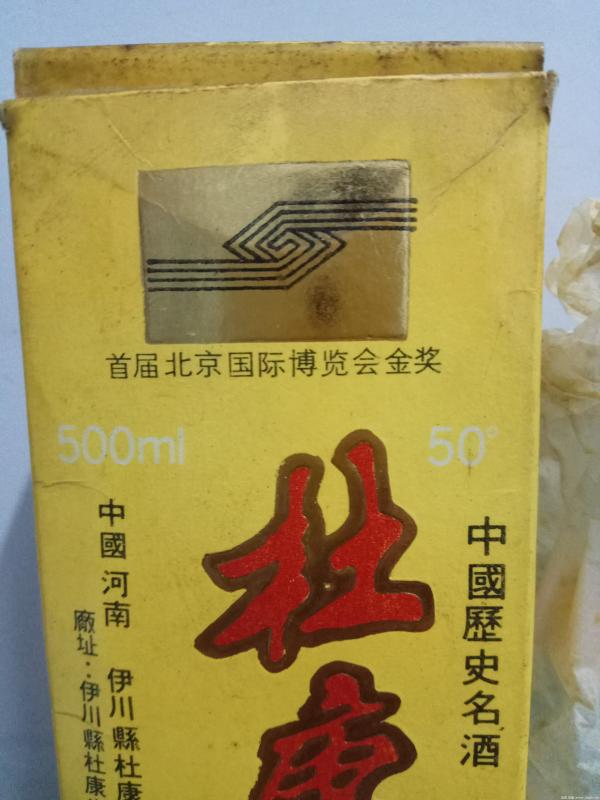 首届北京国际博览会金奖
500ml
50°
杜康
中國歷史名酒
中國河南 伊川縣杜康
廠址：伊川縣杜康